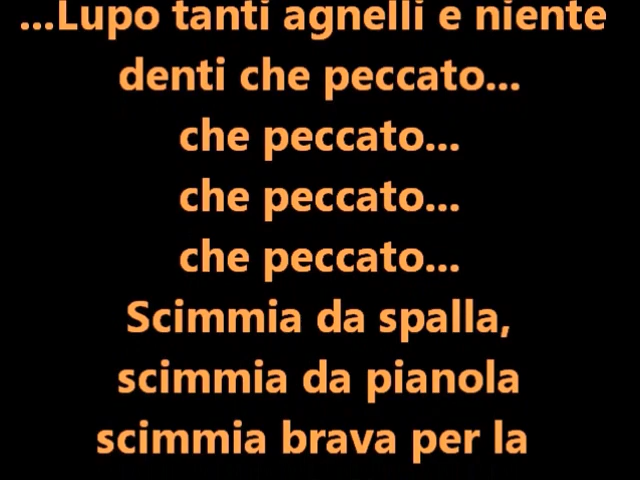 ...Lupo tanti agnelli e niente
denti che peccato...
che peccato...
che peccato...
che peccato...
Scimmia da spalla,
scimmia da pianola
scimmia brava per la